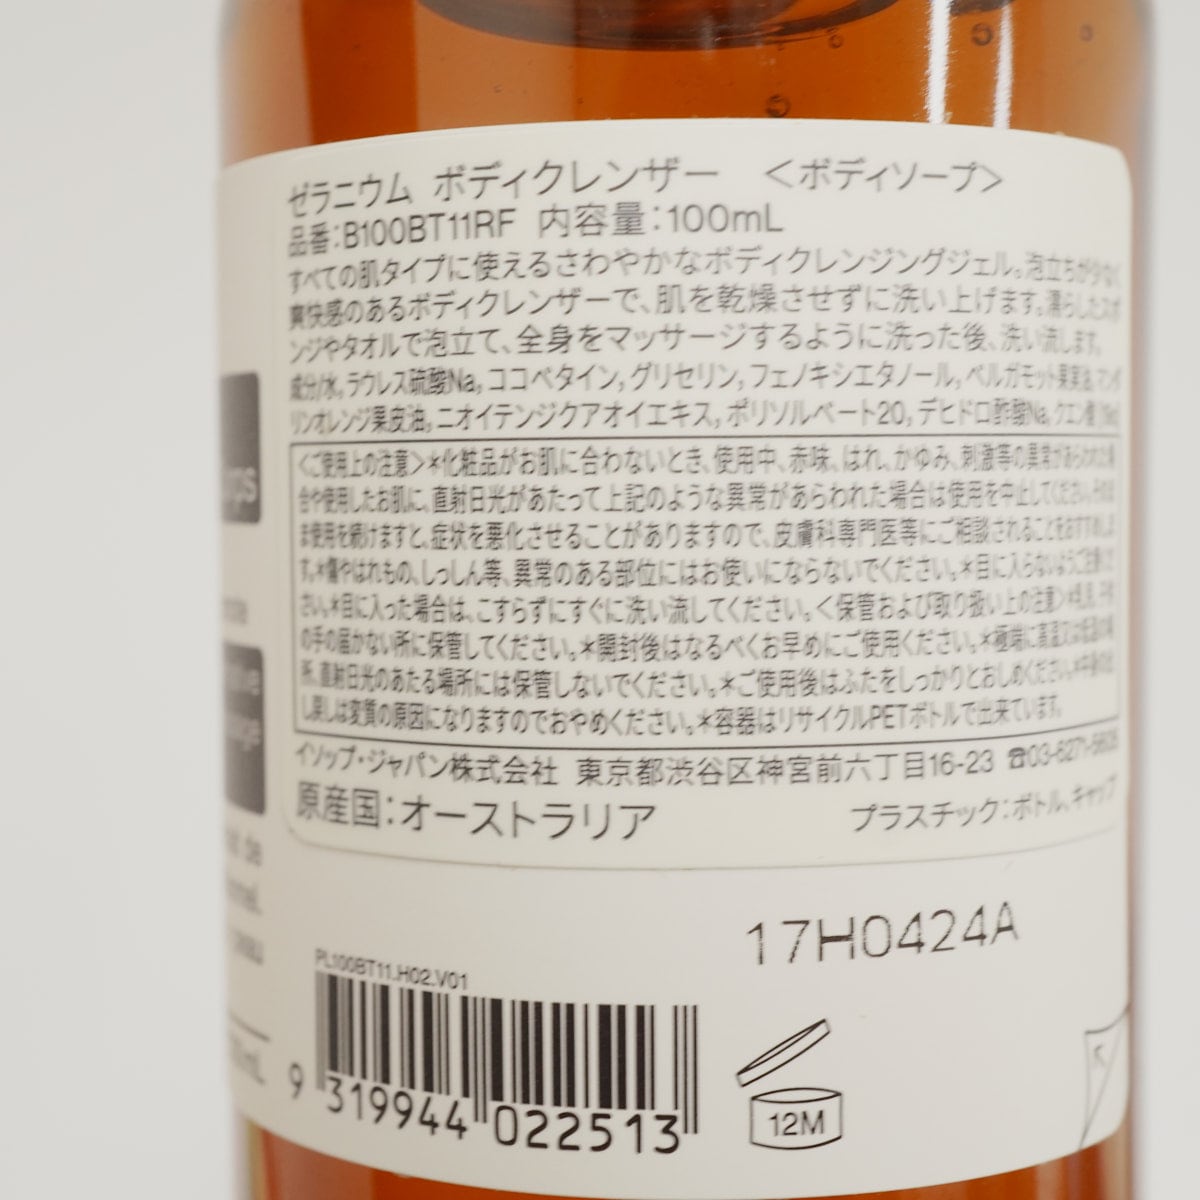 ゼラニウム ボディクレンザー <ボディソープ>
品番:B100BT11RF 内容量:100mL
すべての肌タイプに使えるさわやかなボディクレンジングジェル。泡立ちが少なく
爽快感のあるボディクレンザーで、肌を乾燥させずに洗い上げます。濡らしたスポ
ンジやタオルで泡立て、全身をマッサージするように洗った後、洗い流します。
成分/水,ラウレス硫酸Na,ココベタイン,グリセリン,フェノキシエタノール,ベルガモット果実油,マンダ
リンオレンジ果皮油,ニオイテンジクアオイエキス,ポリソルベート20,デヒドロ酢酸Na,クエン酸
<ご使用上の注意>*化粧品がお肌に合わないとき、使用中、赤味、はれ、かゆみ、刺激等の異常があらわれた場
合や使用したお肌に、直射日光があたって上記のような異常があらわれた場合は使用を中止してください。そのま
ま使用を続けますと、症状を悪化させることがありますので、皮膚科専門医等にご相談されることをおすすめしま
す。*傷やはれもの、しっしん等、異常のある部位にはお使いにならないでください。*目に入らないようご注意くだ
さい。*目に入った場合は、こすらずにすぐに洗い流してください。<保管および取り扱い上の注意>*乳児、子供
の手の届かない所に保管してください。*開封後はなるべくお早めにご使用ください。*極端に高温又は低温の場
所、直射日光のあたる場所には保管しないでください。*ご使用後はふたをしっかりとおしめください。*中身の出
し戻しは変質の原因になりますのでおやめください。*容器はリサイクルPETボトルで出来ています。
イソップ・ジャパン株式会社 東京都渋谷区神宮前六丁目16-23 ☎03-6271-5605
原産国:オーストラリア
プラスチック:ボトル、キャップ
17H0424A
PL100BT11.H02.V01
9 319944 022513
12M